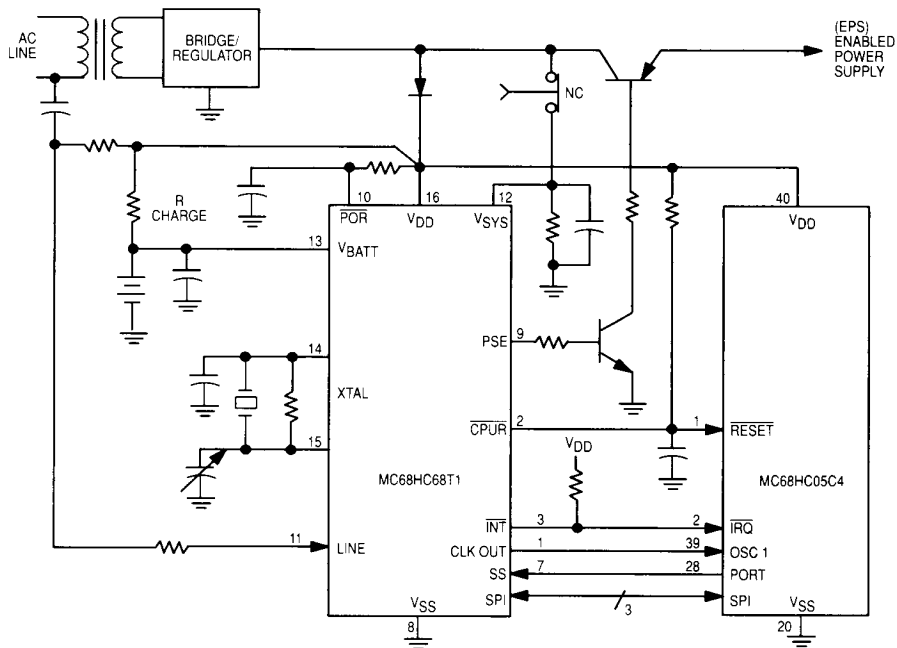 AC
LINE
BRIDGE/
REGULATOR
(EPS)
ENABLED
POWER
SUPPLY
NC
R
CHARGE
10
16
12
40
POR
VDD
VSYS
VDD
13
VBATT
PSE
9
14
XTAL
15
CPUR
2
1
RESET
VDD
MC68HC68T1
MC68HC05C4
INT
3
2
IRQ
11
LINE
CLK OUT
1
39
OSC 1
SS
7
28
PORT
SPI
3
SPI
VSS
8
VSS
20